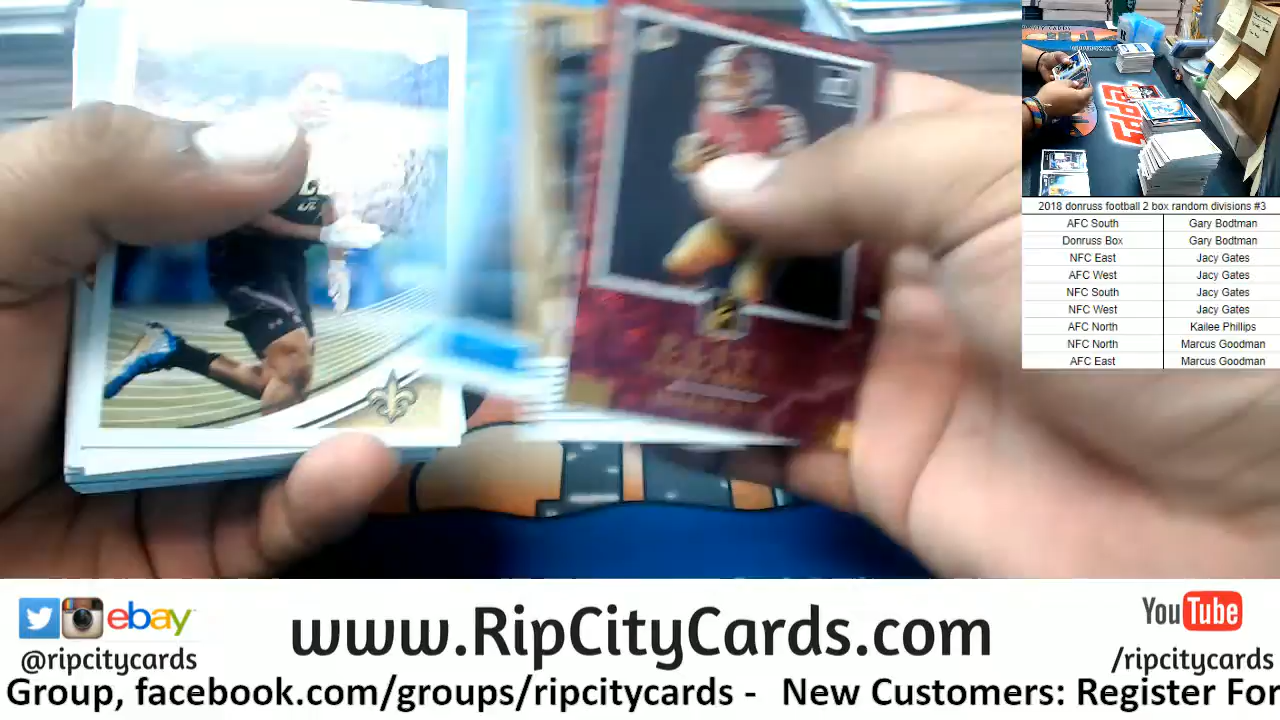 2018 donruss football 2 box random divisions #3
AFC South Gary Bodtman
Donruss Box Gary Bodtman
NFC East Jacy Gates
AFC West Jacy Gates
NFC South Jacy Gates
NFC West Jacy Gates
AFC North Kailee Phillips
NFC North Marcus Goodman
AFC East Marcus Goodman
ebay
www.RipCityCards.com
YouTube
@ripcitycards
/ripcitycards
Group, facebook.com/groups/ripcitycards - New Customers: Register For